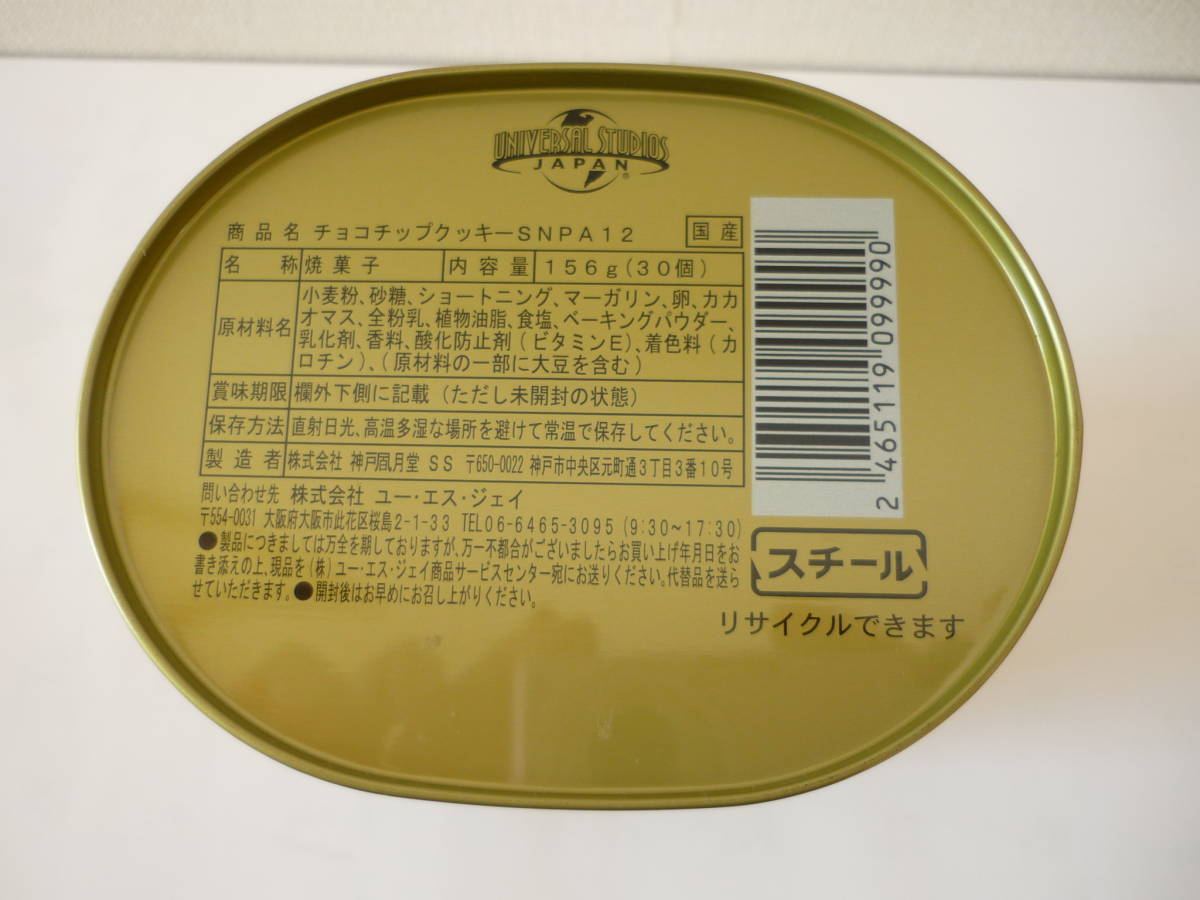 UNIVERSAL STUDIOS
JAPAN ®
商品名 チョコチップクッキーSNPA12 国産
名称 焼菓子 内容量 156g(30個)
原材料名 小麦粉、砂糖、ショートニング、マーガリン、卵、カカ
オマス、全粉乳、植物油脂、食塩、ベーキングパウダー、
乳化剤、香料、酸化防止剤(ビタミンE)、着色料(カ
ロチン)、(原材料の一部に大豆を含む)
賞味期限 欄外下側に記載(ただし未開封の状態)
保存方法 直射日光、高温多湿な場所を避けて常温で保存してください。
製造者 株式会社 神戸凮月堂 SS 〒650-0022 神戸市中央区元町通3丁目3番10号
問い合わせ先 株式会社 ユー・エス・ジェイ
〒554-0031 大阪府大阪市此花区桜島2-1-33 TEL06-6465-3095(9:30~17:30)
●製品につきましては万全を期しておりますが、万一不都合がございましたらお買い上げ年月日をお
書き添えの上、現品を(株)ユー・エス・ジェイ商品サービスセンター宛にお送りください。代替品を送ら
せていただきます。●開封後はお早めにお召し上がりください。
2 465119 099990
スチール
リサイクルできます